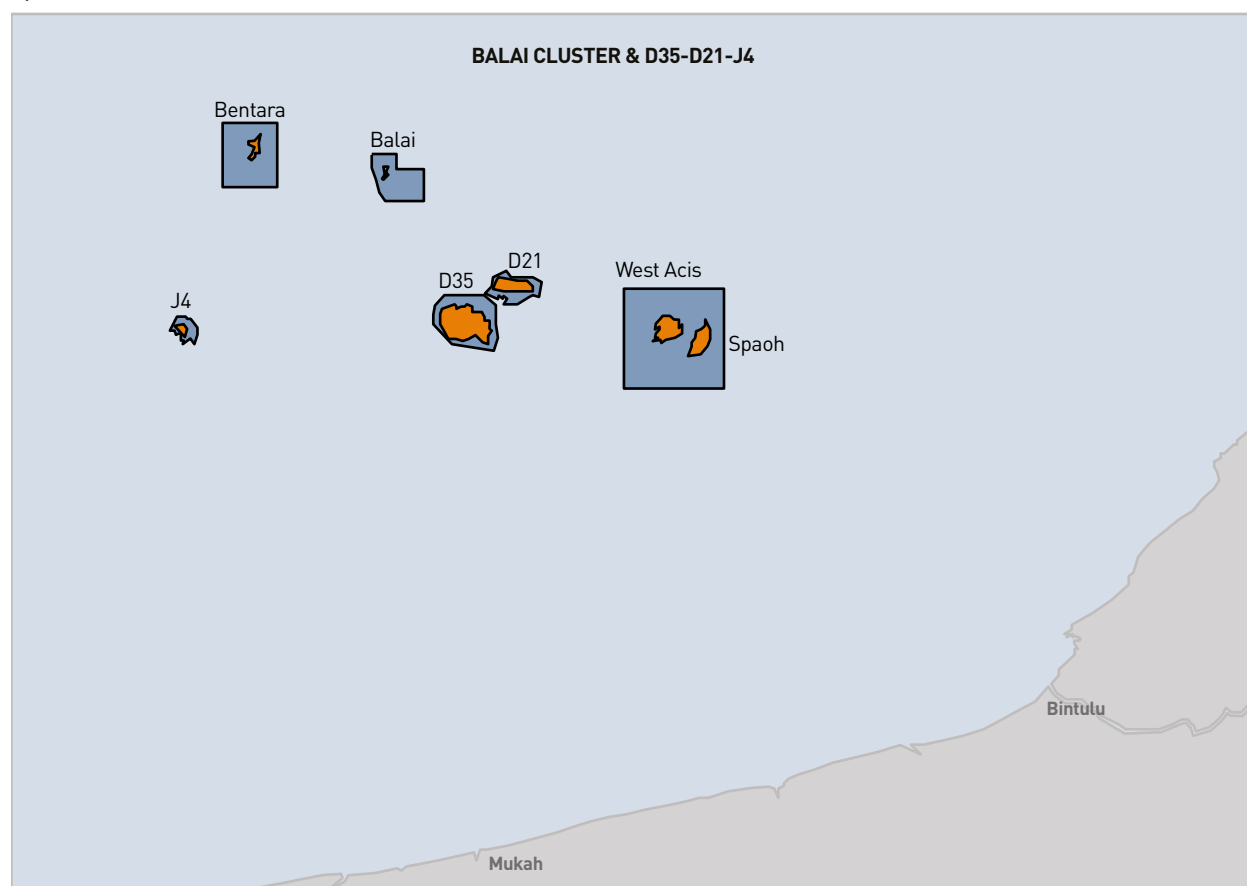 BALAI CLUSTER & D35-D21-J4
Bentara
Balai
D21
West Acis
D35
J4
Spaoh
Bintulu
Mukah